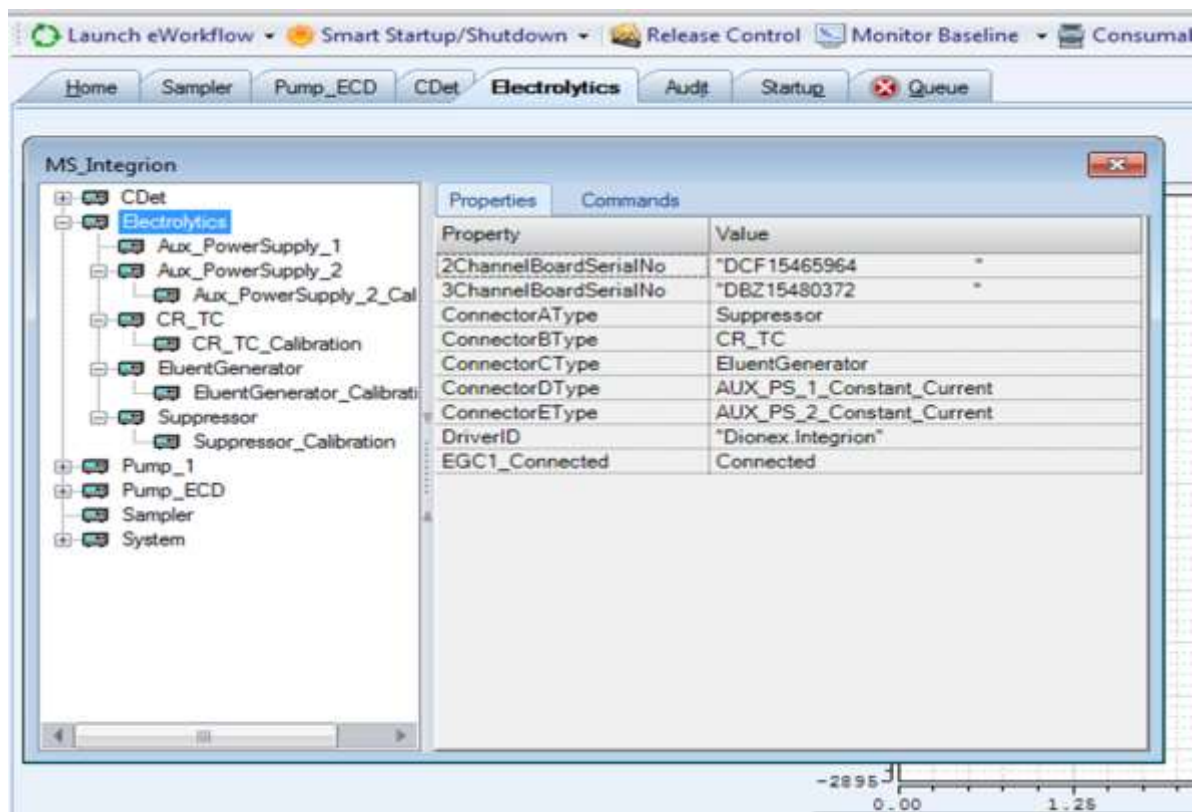 Launch eWorkflow Smart Startup/Shutdown Release Control Monitor Baseline Consumal
Home Sampler Pump_ECD CDet Electrolytics Audit Startup Queue
MS_Integrion
CDet
Electrolytics
Aux_PowerSupply_1
Aux_PowerSupply_2
Aux_PowerSupply_2_Cal
CR_TC
CR_TC_Calibration
EluentGenerator
EluentGenerator_Calibrati
Suppressor
Suppressor_Calibration
Pump_1
Pump_ECD
Sampler
System
Properties Commands
Property Value
2ChannelBoardSerialNo "DCF15465964 "
3ChannelBoardSerialNo "DBZ15480372 "
ConnectorAType Suppressor
ConnectorBType CR_TC
ConnectorCType EluentGenerator
ConnectorDType AUX_PS_1_Constant_Current
ConnectorEType AUX_PS_2_Constant_Current
DriverID "Dionex.Integrion"
EGC1_Connected Connected
-2895
0.00 1.25